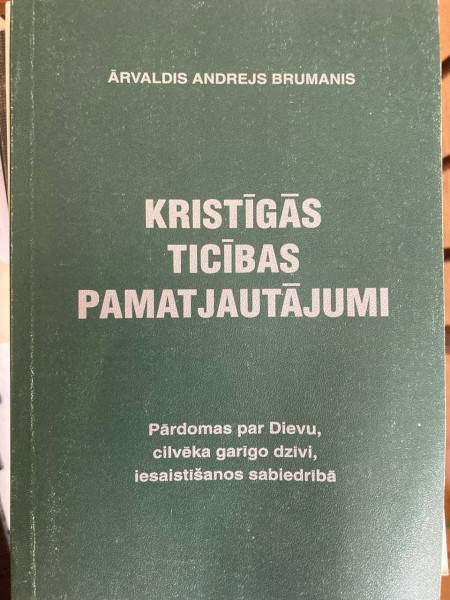 ĀRVALDIS ANDREJS BRUMANIS
KRISTĪGĀS
TICĪBAS
PAMATJAUTĀJUMI
Pārdomas par Dievu,
cilvēka garīgo dzīvi,
iesaistīšanos sabiedrībā